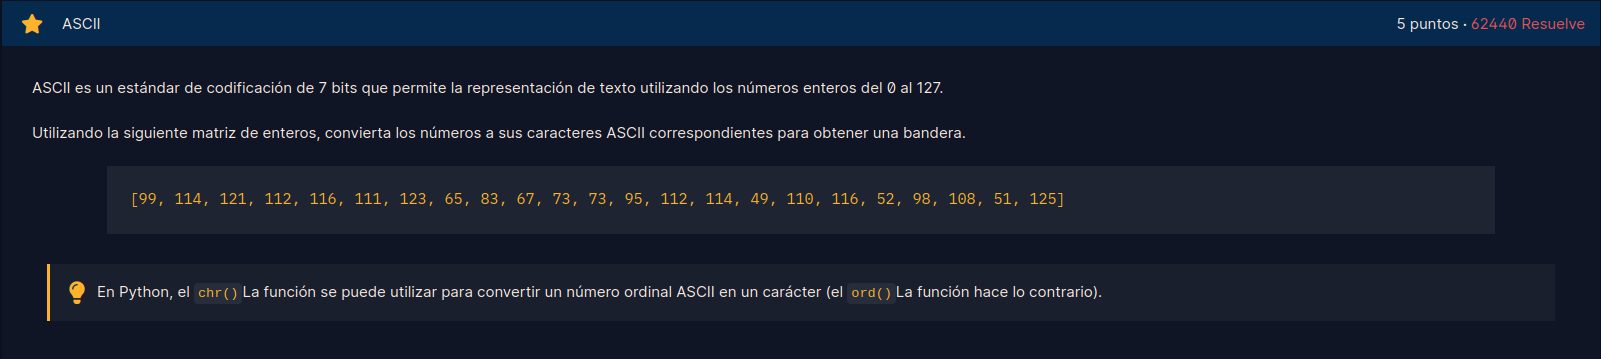 ASCII
5 puntos · 62440 Resuelve
ASCII es un estándar de codificación de 7 bits que permite la representación de texto utilizando los números enteros del 0 al 127.
Utilizando la siguiente matriz de enteros, convierta los números a sus caracteres ASCII correspondientes para obtener una bandera.
[99, 114, 121, 112, 116, 111, 123, 65, 83, 67, 73, 73, 95, 112, 114, 49, 110, 116, 52, 98, 108, 51, 125]
En Python, el chr()La función se puede utilizar para convertir un número ordinal ASCII en un carácter (el ord()La función hace lo contrario).